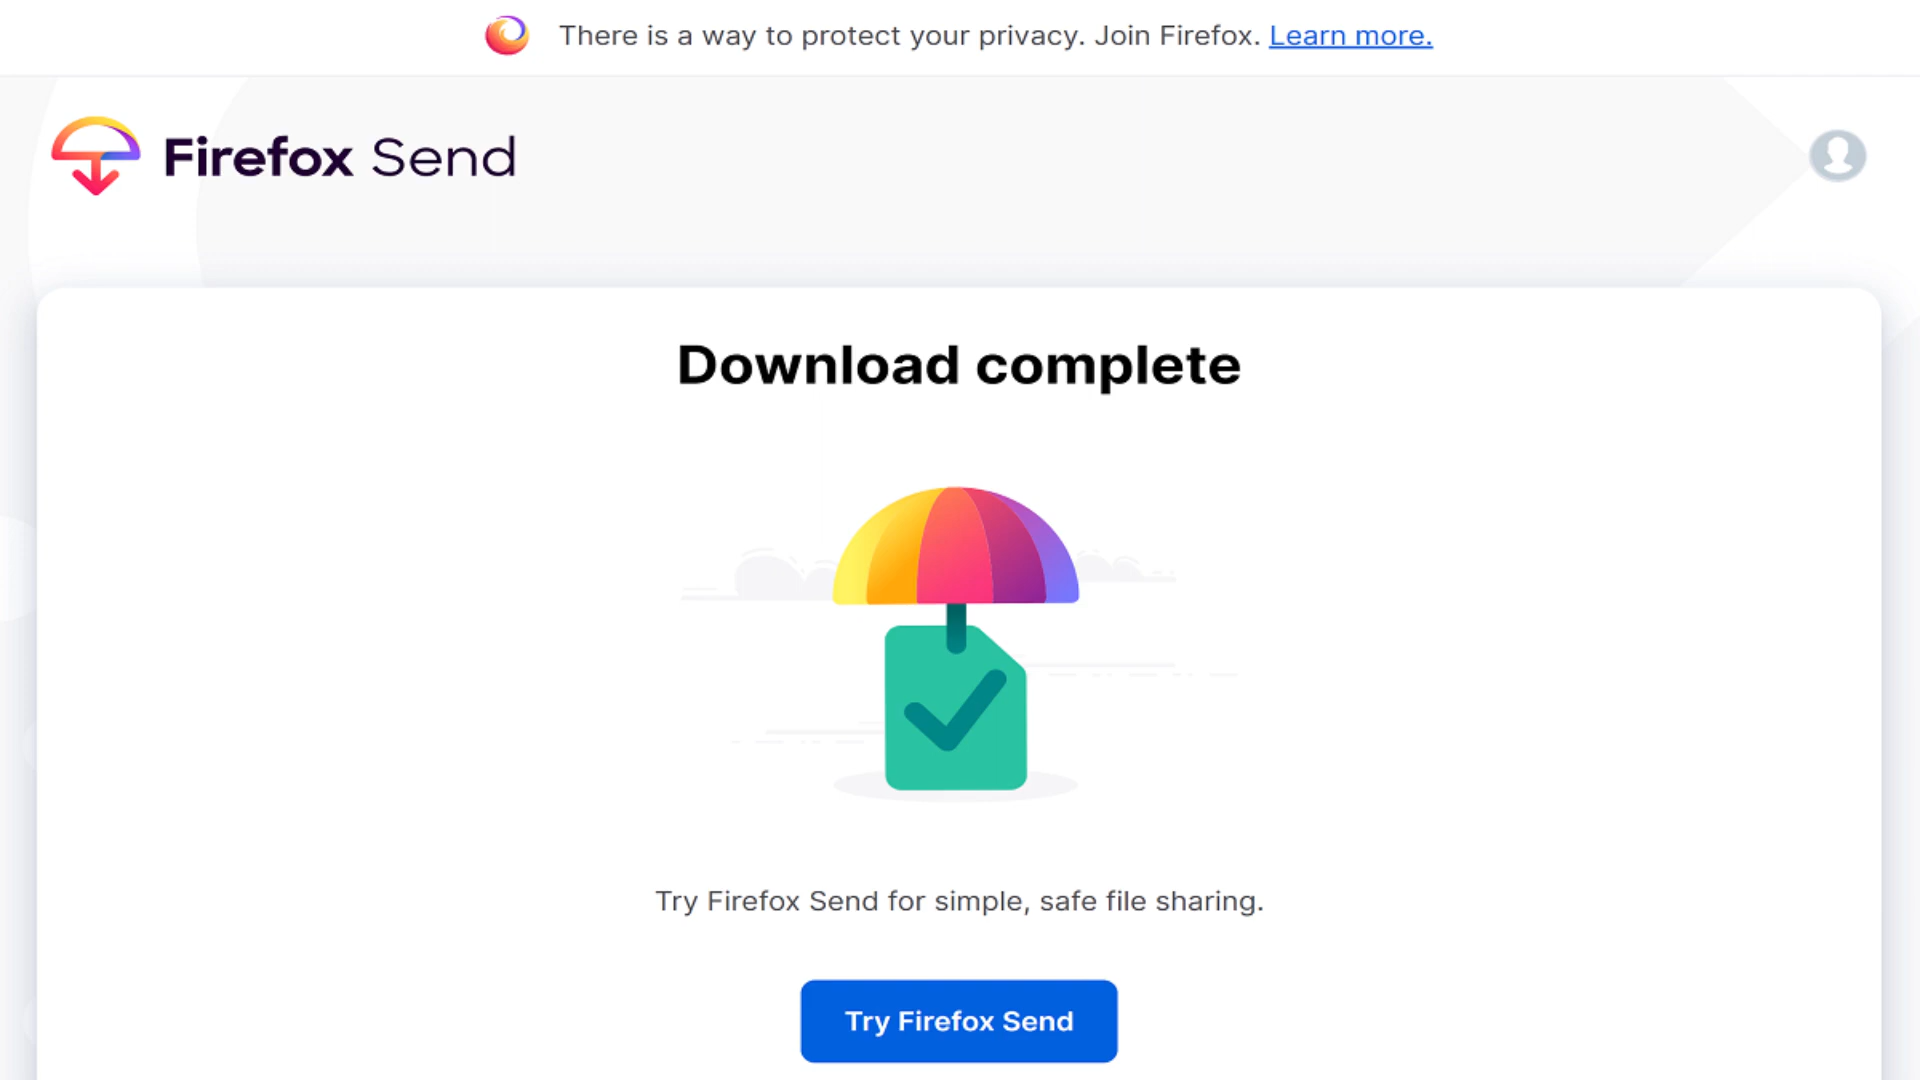 There is a way to protect your privacy. Join Firefox. Learn more.
Firefox Send
Download complete
Try Firefox Send for simple, safe file sharing.
Try Firefox Send